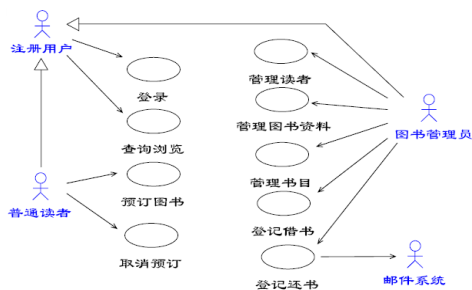 注册用户
登录
查询浏览
普通读者
预订图书
取消预订
管理读者
管理图书资料
图书管理员
管理书目
登记借书
登记还书
邮件系统